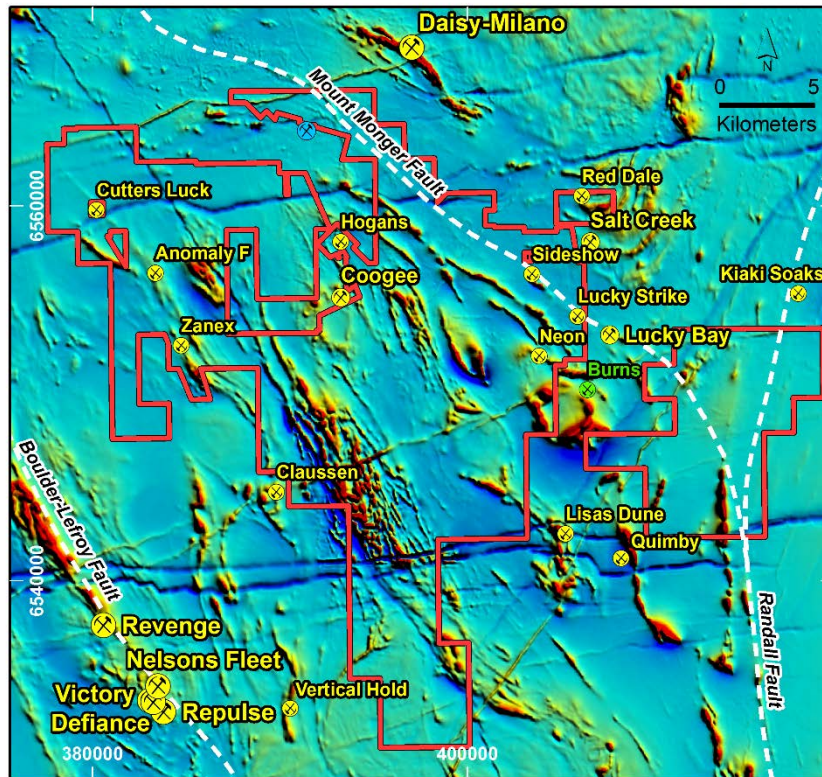 Daisy-Milano
N
0 5
Kilometers
Mount Monger Fault
Red Dale
Cutters Luck
6560000
Hogans
Salt Creek
Anomaly F
Sideshow
Coogee
Kiaki Soaks
Lucky Strike
Zanex
Neon
Lucky Bay
Burns
Boulder-Lefroy Fault
Claussen
Lisas Dune
Quimby
6540000
Revenge
Randall Fault
Nelsons Fleet
Victory
Defiance
Repulse
Vertical Hold
380000
400000